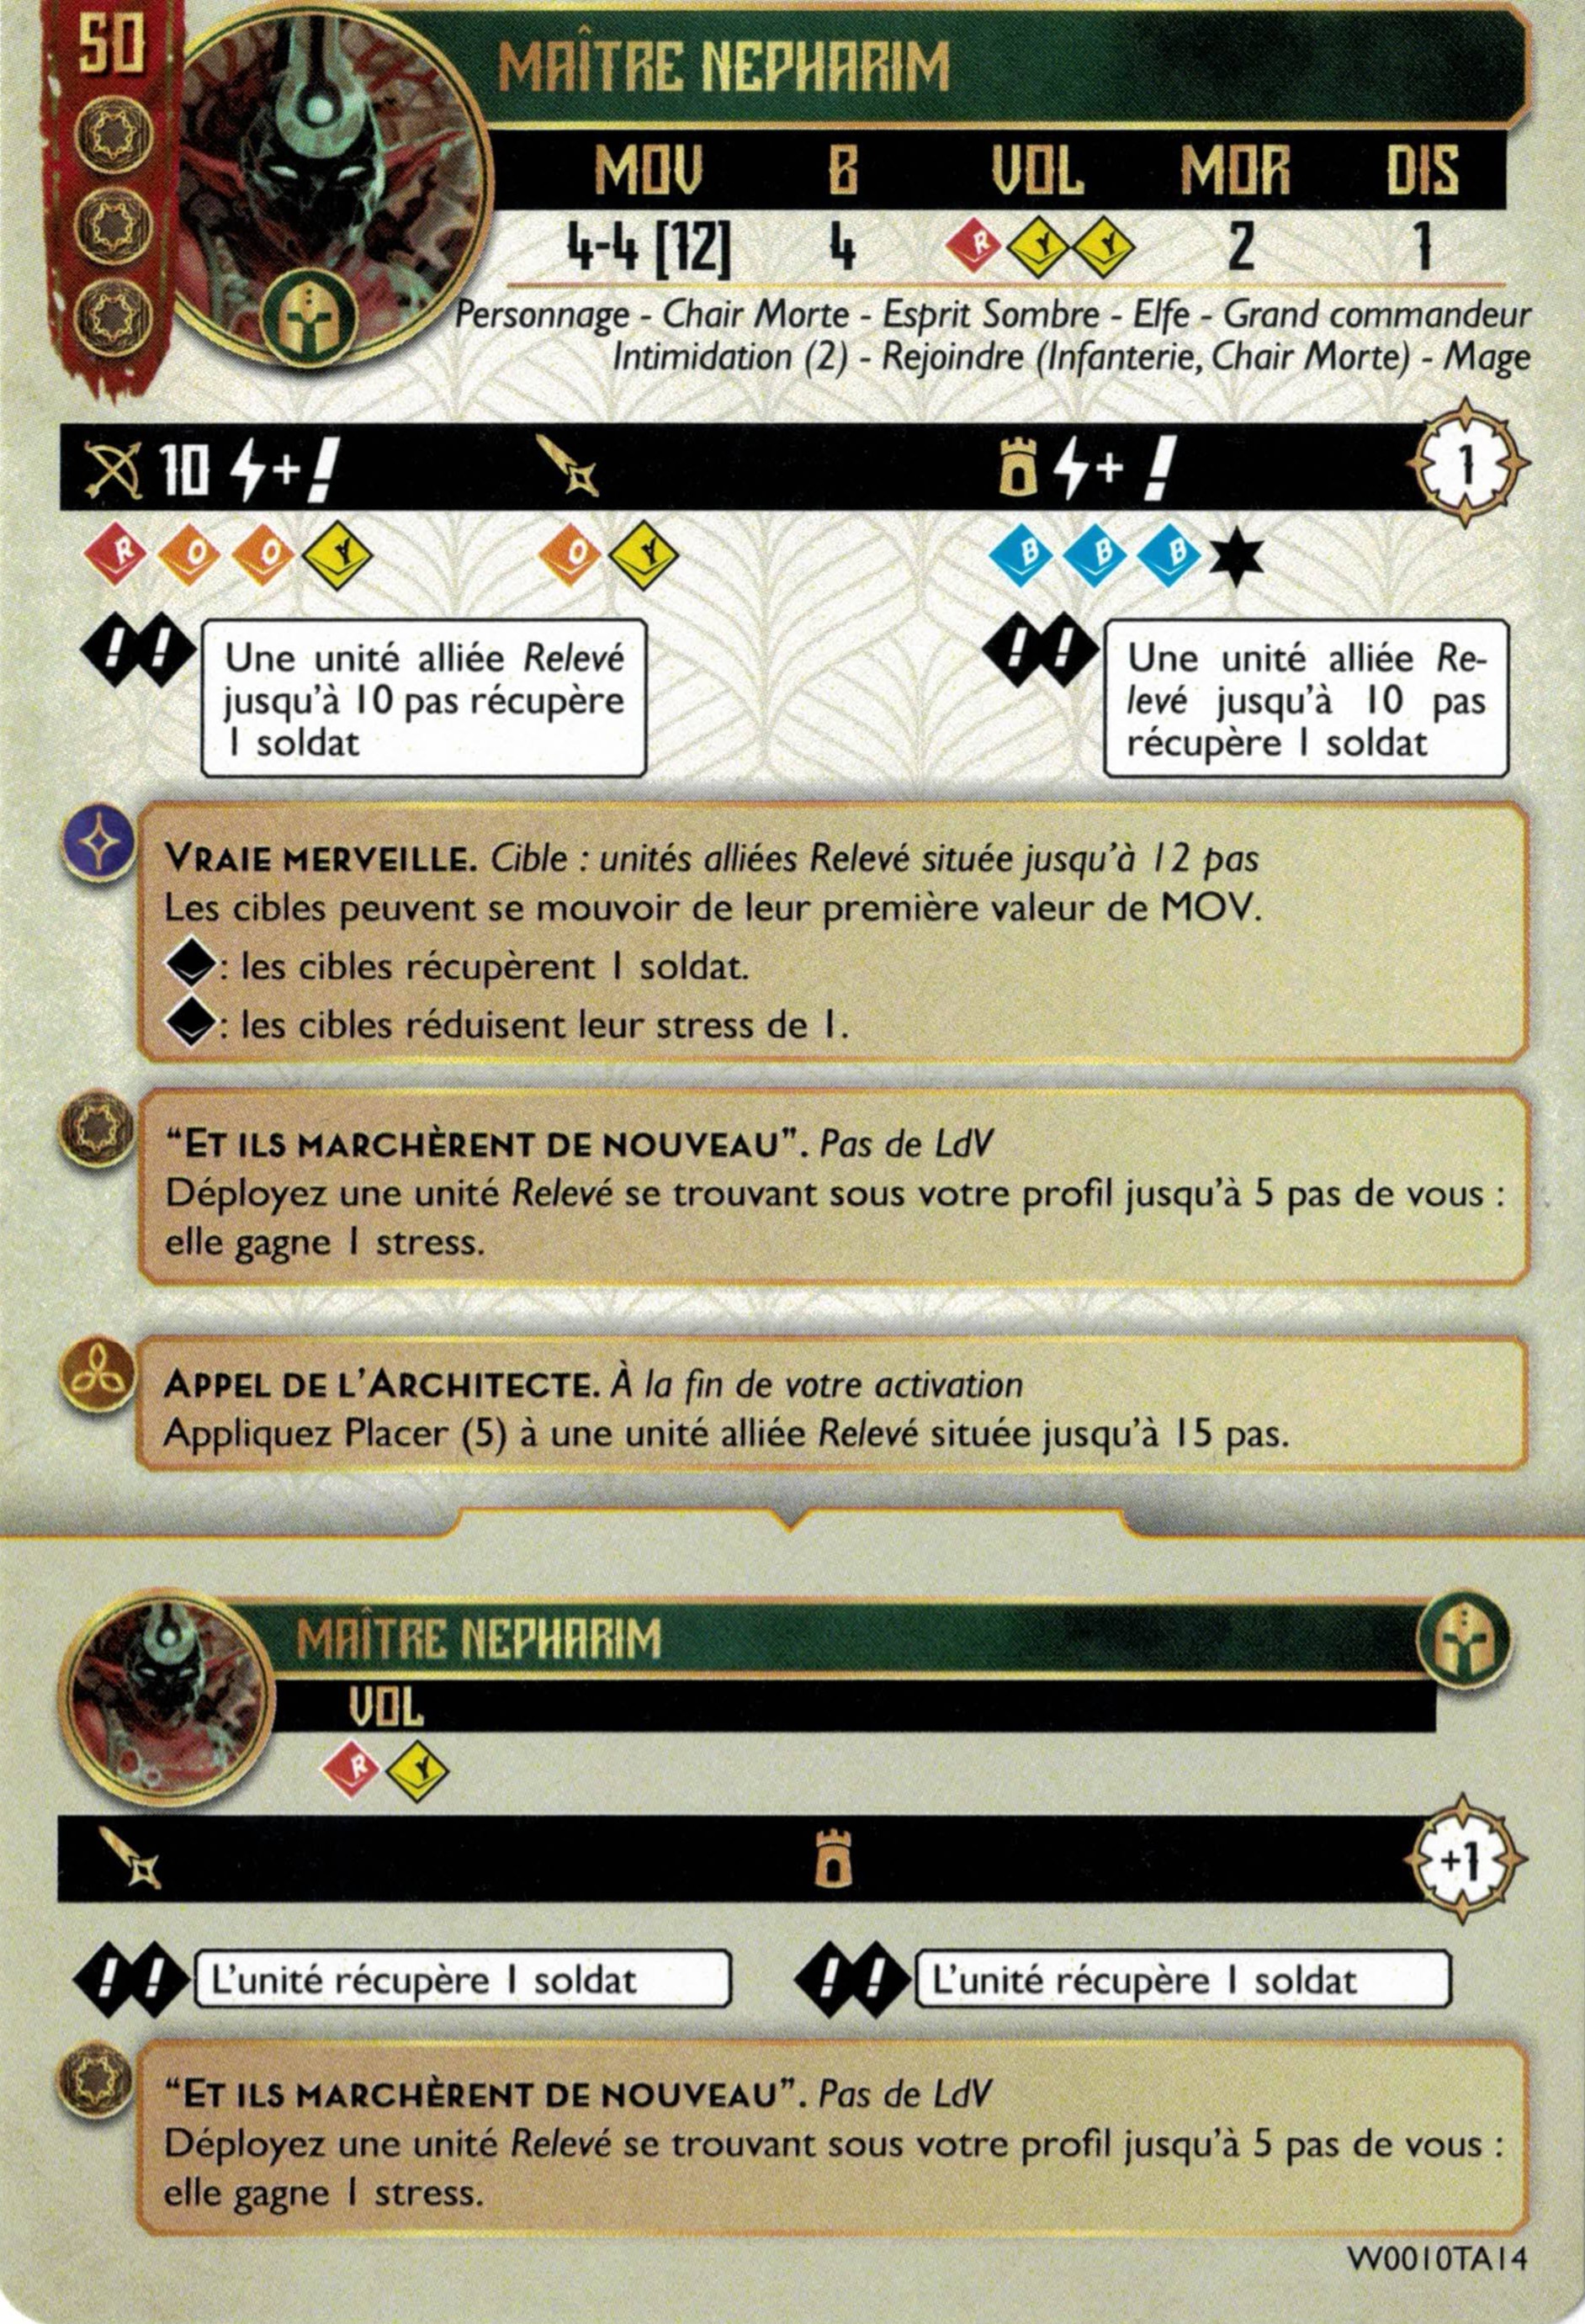 50
MAÎTRE NEPHARIM
MOV B VOL MOR DIS
4-4 [12] 4 R Y Y 2 1
Personnage - Chair Morte - Esprit Sombre - Elfe - Grand commandeur
Intimidation (2) - Rejoindre (Infanterie, Chair Morte) - Mage
10 + ! + ! 1
R O O Y O Y B B B
! ! Une unité alliée Relevé
jusqu'à 10 pas récupère
1 soldat
! ! Une unité alliée Re-
levé jusqu'à 10 pas
récupère 1 soldat
VRAIE MERVEILLE. Cible : unités alliées Relevé située jusqu'à 12 pas
Les cibles peuvent se mouvoir de leur première valeur de MOV.
: les cibles récupèrent 1 soldat.
: les cibles réduisent leur stress de 1.
“ET ILS MARCHÈRENT DE NOUVEAU”. Pas de LdV
Déployez une unité Relevé se trouvant sous votre profil jusqu'à 5 pas de vous :
elle gagne 1 stress.
APPEL DE L'ARCHITECTE. À la fin de votre activation
Appliquez Placer (5) à une unité alliée Relevé située jusqu'à 15 pas.
MAÎTRE NEPHARIM
VOL
R Y
+1
! ! L'unité récupère 1 soldat ! ! L'unité récupère 1 soldat
“ET ILS MARCHÈRENT DE NOUVEAU”. Pas de LdV
Déployez une unité Relevé se trouvant sous votre profil jusqu'à 5 pas de vous :
elle gagne 1 stress.
W0010TA14